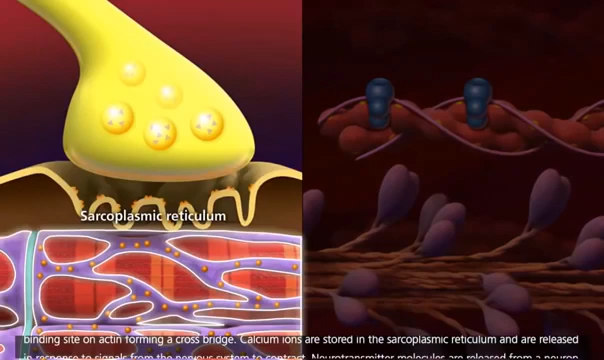 Sarcoplasmic reticulum
binding site on actin forming a cross bridge. Calcium ions are stored in the sarcoplasmic reticulum and are released
in response to signals from the nervous system to contract. Neurotransmitter molecules are released from a neuron